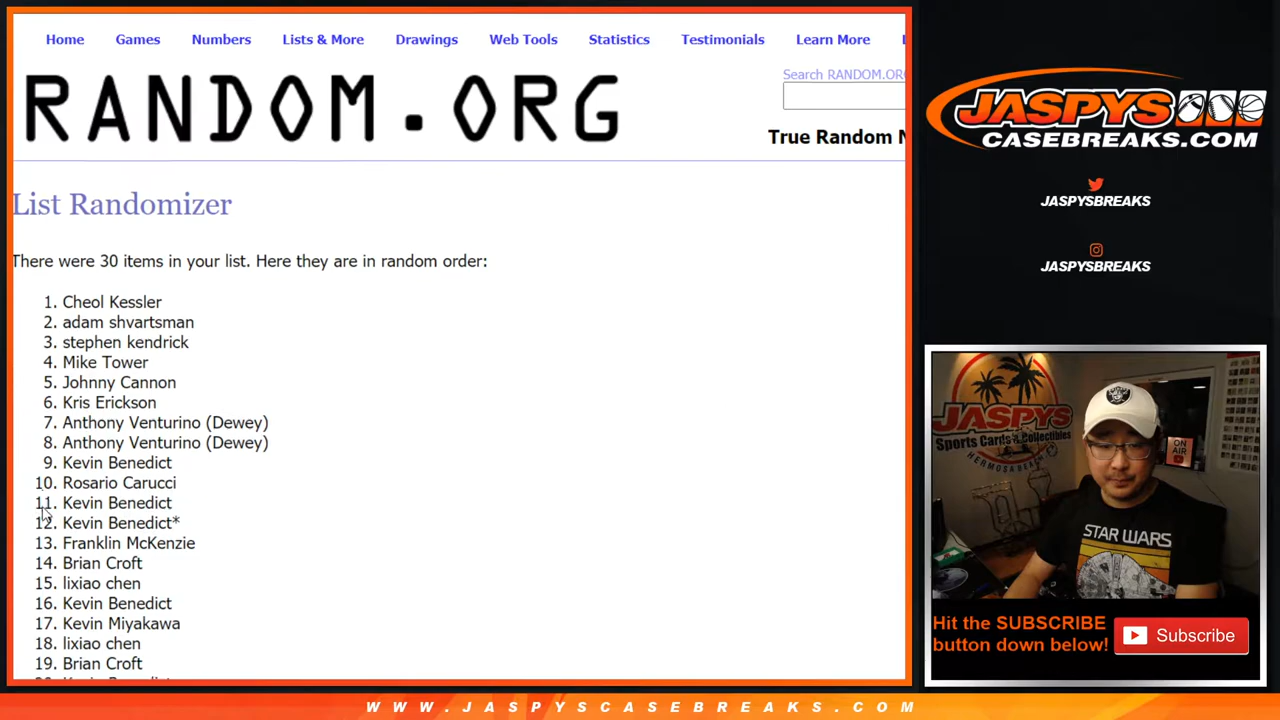 Home Games Numbers Lists & More Drawings Web Tools Statistics Testimonials Learn More
RANDOM.ORG
Search RANDOM.OR
True Random
List Randomizer
There were 30 items in your list. Here they are in random order:
1. Cheol Kessler
2. adam shvartsman
3. stephen kendrick
4. Mike Tower
5. Johnny Cannon
6. Kris Erickson
7. Anthony Venturino (Dewey)
8. Anthony Venturino (Dewey)
9. Kevin Benedict
10. Rosario Carucci
11. Kevin Benedict
12. Kevin Benedict*
13. Franklin McKenzie
14. Brian Croft
15. lixiao chen
16. Kevin Benedict
17. Kevin Miyakawa
18. lixiao chen
19. Brian Croft
JASPYS
CASEBREAKS.COM
JASPYSBREAKS
JASPYSBREAKS
JASPYS
Sports Cards & Collectibles
HERMOSA BEACH
ON AIR
STAR WARS
Hit the SUBSCRIBE
button down below!
Subscribe
WWW.JASPYSCASEBREAKS.COM